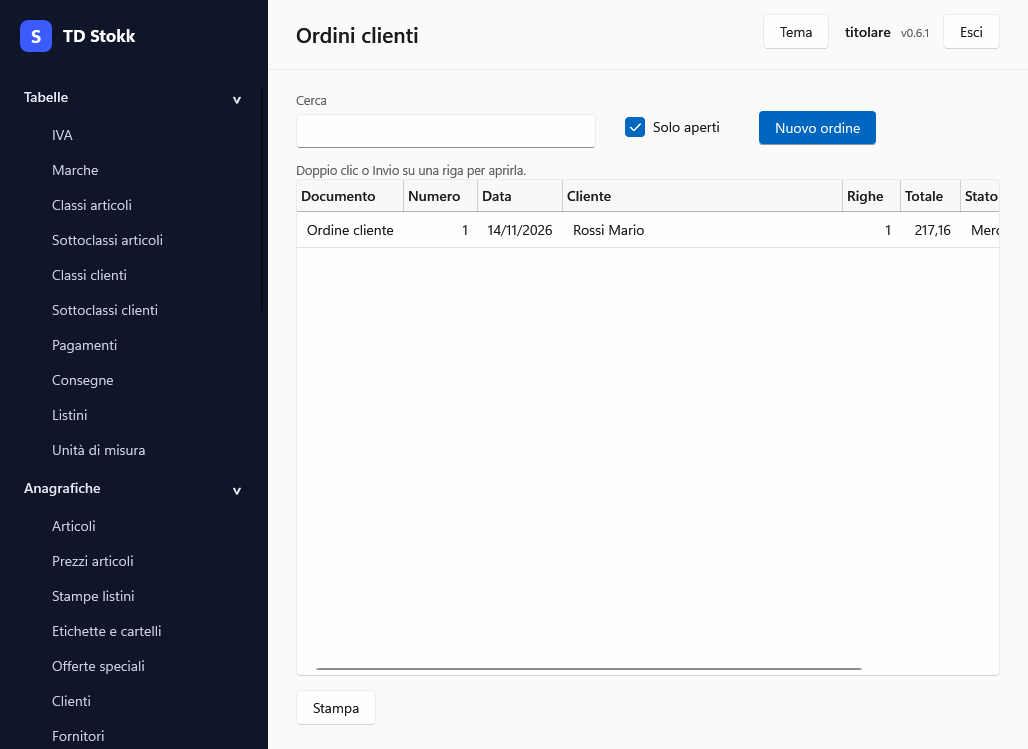 S TD Stokk
Tabelle
IVA
Marche
Classi articoli
Sottoclassi articoli
Classi clienti
Sottoclassi clienti
Pagamenti
Consegne
Listini
Unità di misura
Anagrafiche
Articoli
Prezzi articoli
Stampe listini
Etichette e cartelli
Offerte speciali
Clienti
Fornitori
Ordini clienti
Tema titolare v0.6.1 Esci
Cerca
Solo aperti Nuovo ordine
Doppio clic o Invio su una riga per aprirla.
Documento Numero Data Cliente Righe Totale Stato
Ordine cliente 1 14/11/2026 Rossi Mario 1 217,16
Stampa